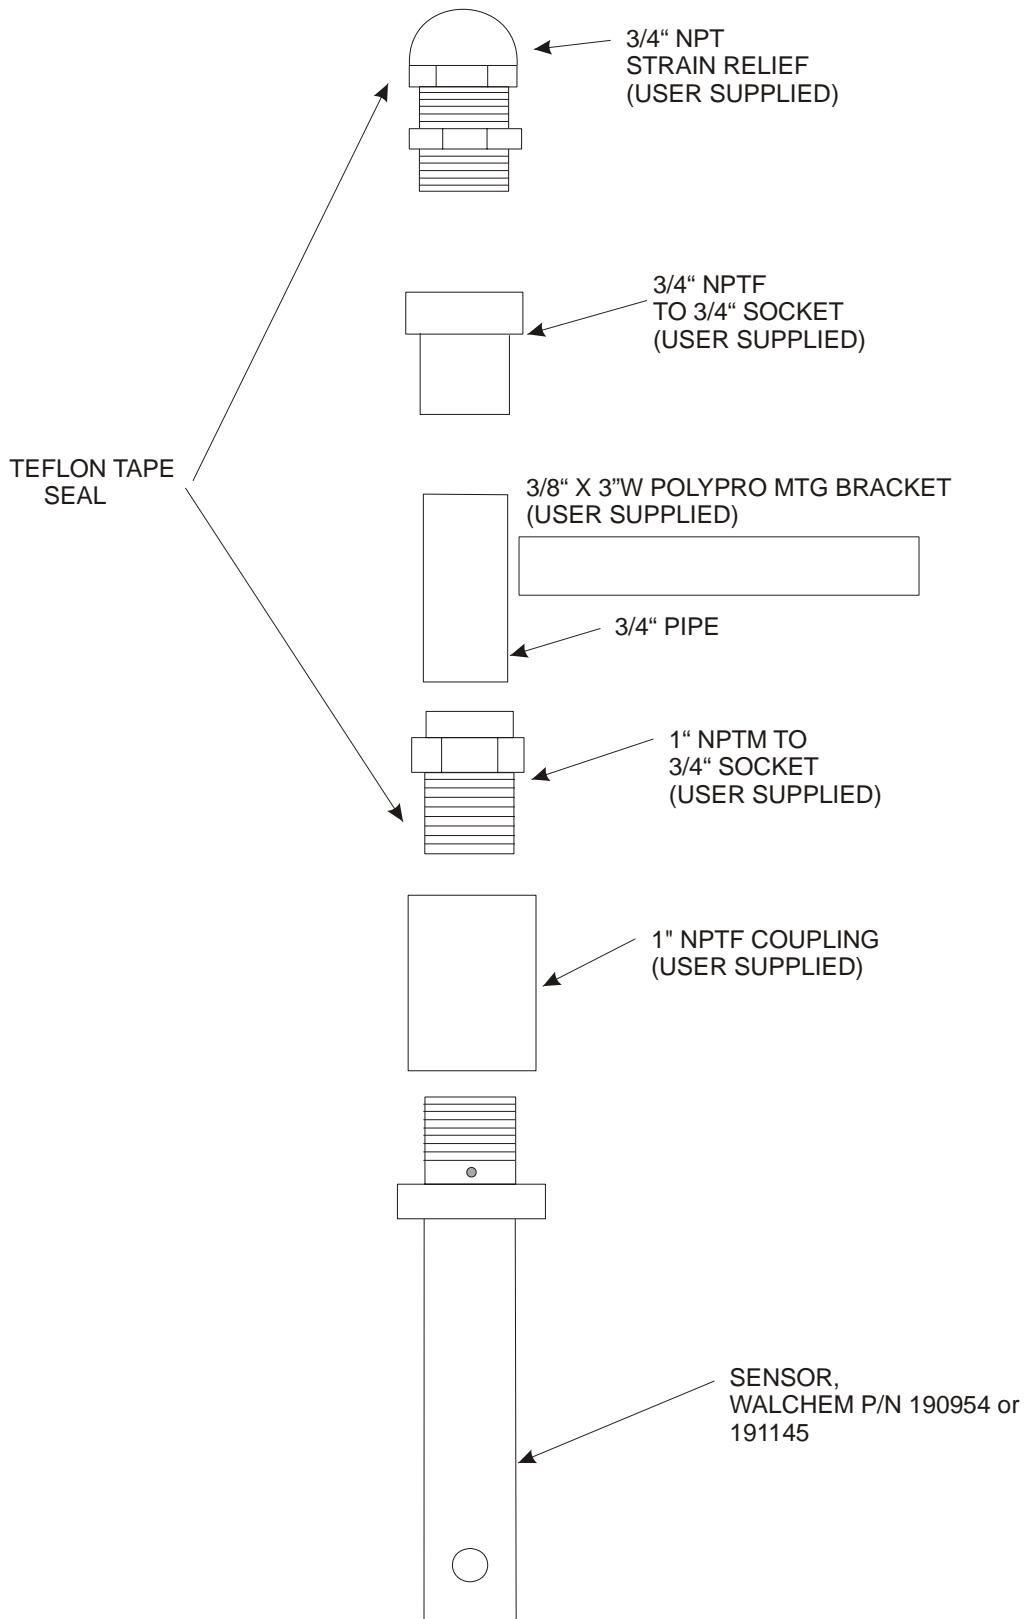 3/4“ NPT
STRAIN RELIEF
(USER SUPPLIED)
3/4“ NPTF
TO 3/4“ SOCKET
(USER SUPPLIED)
TEFLON TAPE
SEAL
3/8“ X 3”W POLYPRO MTG BRACKET
(USER SUPPLIED)
3/4“ PIPE
1“ NPTM TO
3/4“ SOCKET
(USER SUPPLIED)
1" NPTF COUPLING
(USER SUPPLIED)
SENSOR,
WALCHEM P/N 190954 or
191145